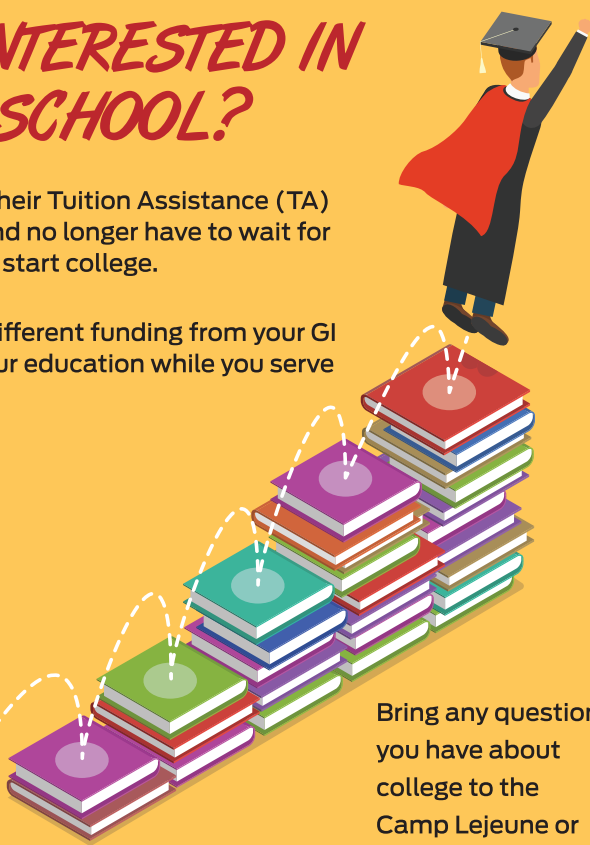 NTERESTED IN
SCHOOL?
heir Tuition Assistance (TA)
nd no longer have to wait for
start college.
ifferent funding from your GI
ur education while you serve
Bring any question
you have about
college to the
Camp Lejeune or